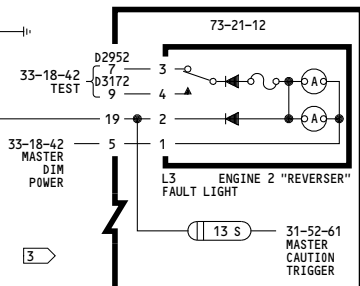 73-21-12
D2952
7
3
33-18-42
TEST
D3172
9
4
A
A
19
2
33-18-42
MASTER
DIM
POWER
5
1
L3 ENGINE 2 "REVERSER"
FAULT LIGHT
13 S
31-52-61
MASTER
CAUTION
TRIGGER
3